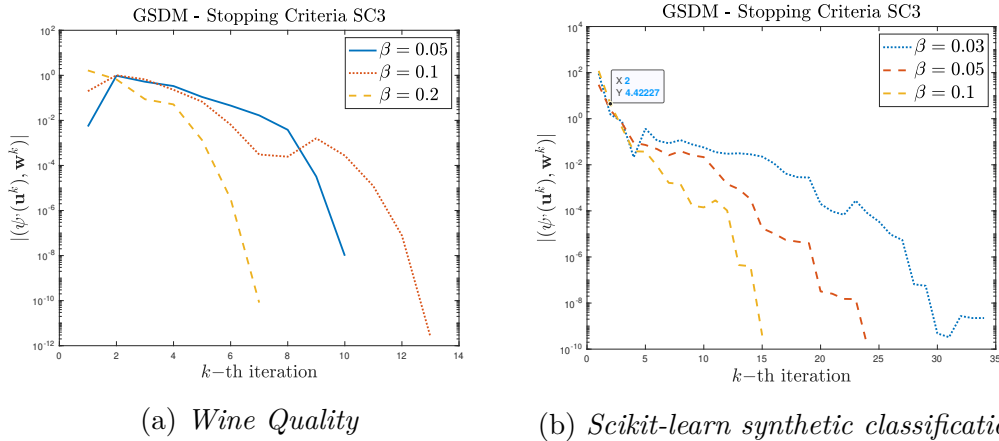 GSDM - Stopping Criteria SC3
10^2
10^0
10^-2
10^-4
10^-6
10^-8
10^-10
10^-12
0 2 4 6 8 10 12 14
|(ψ'(u^k), w^k)|
k−th iteration
β = 0.05
β = 0.1
β = 0.2
(a) Wine Quality
GSDM - Stopping Criteria SC3
10^4
10^2
10^0
10^-2
10^-4
10^-6
10^-8
10^-10
0 5 10 15 20 25 30 35
|(ψ'(u^k), w^k)|
k−th iteration
β = 0.03
β = 0.05
β = 0.1
X 2
Y 4.42227
(b) Scikit-learn synthetic classificatio